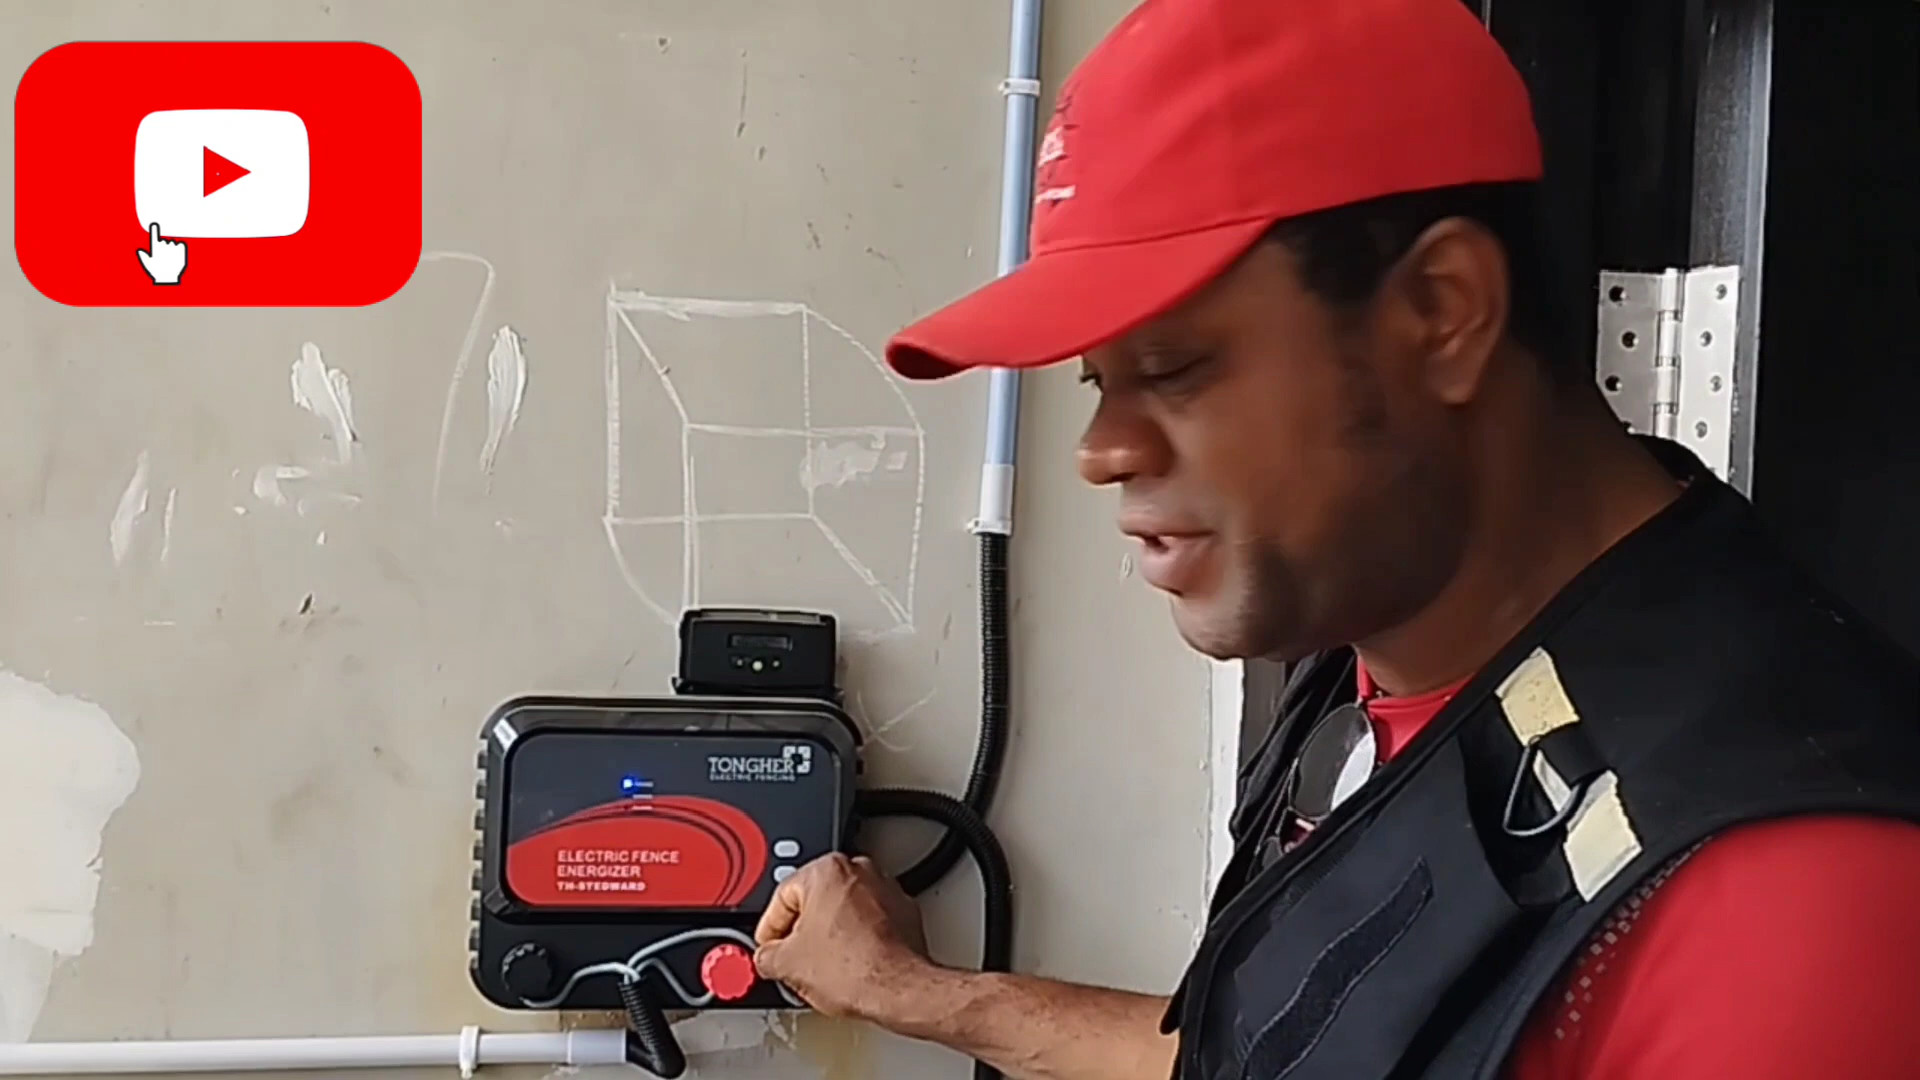 TONGHER
ELECTRIC FENCING
ELECTRIC FENCE
ENERGIZER
TH-STEDWARD